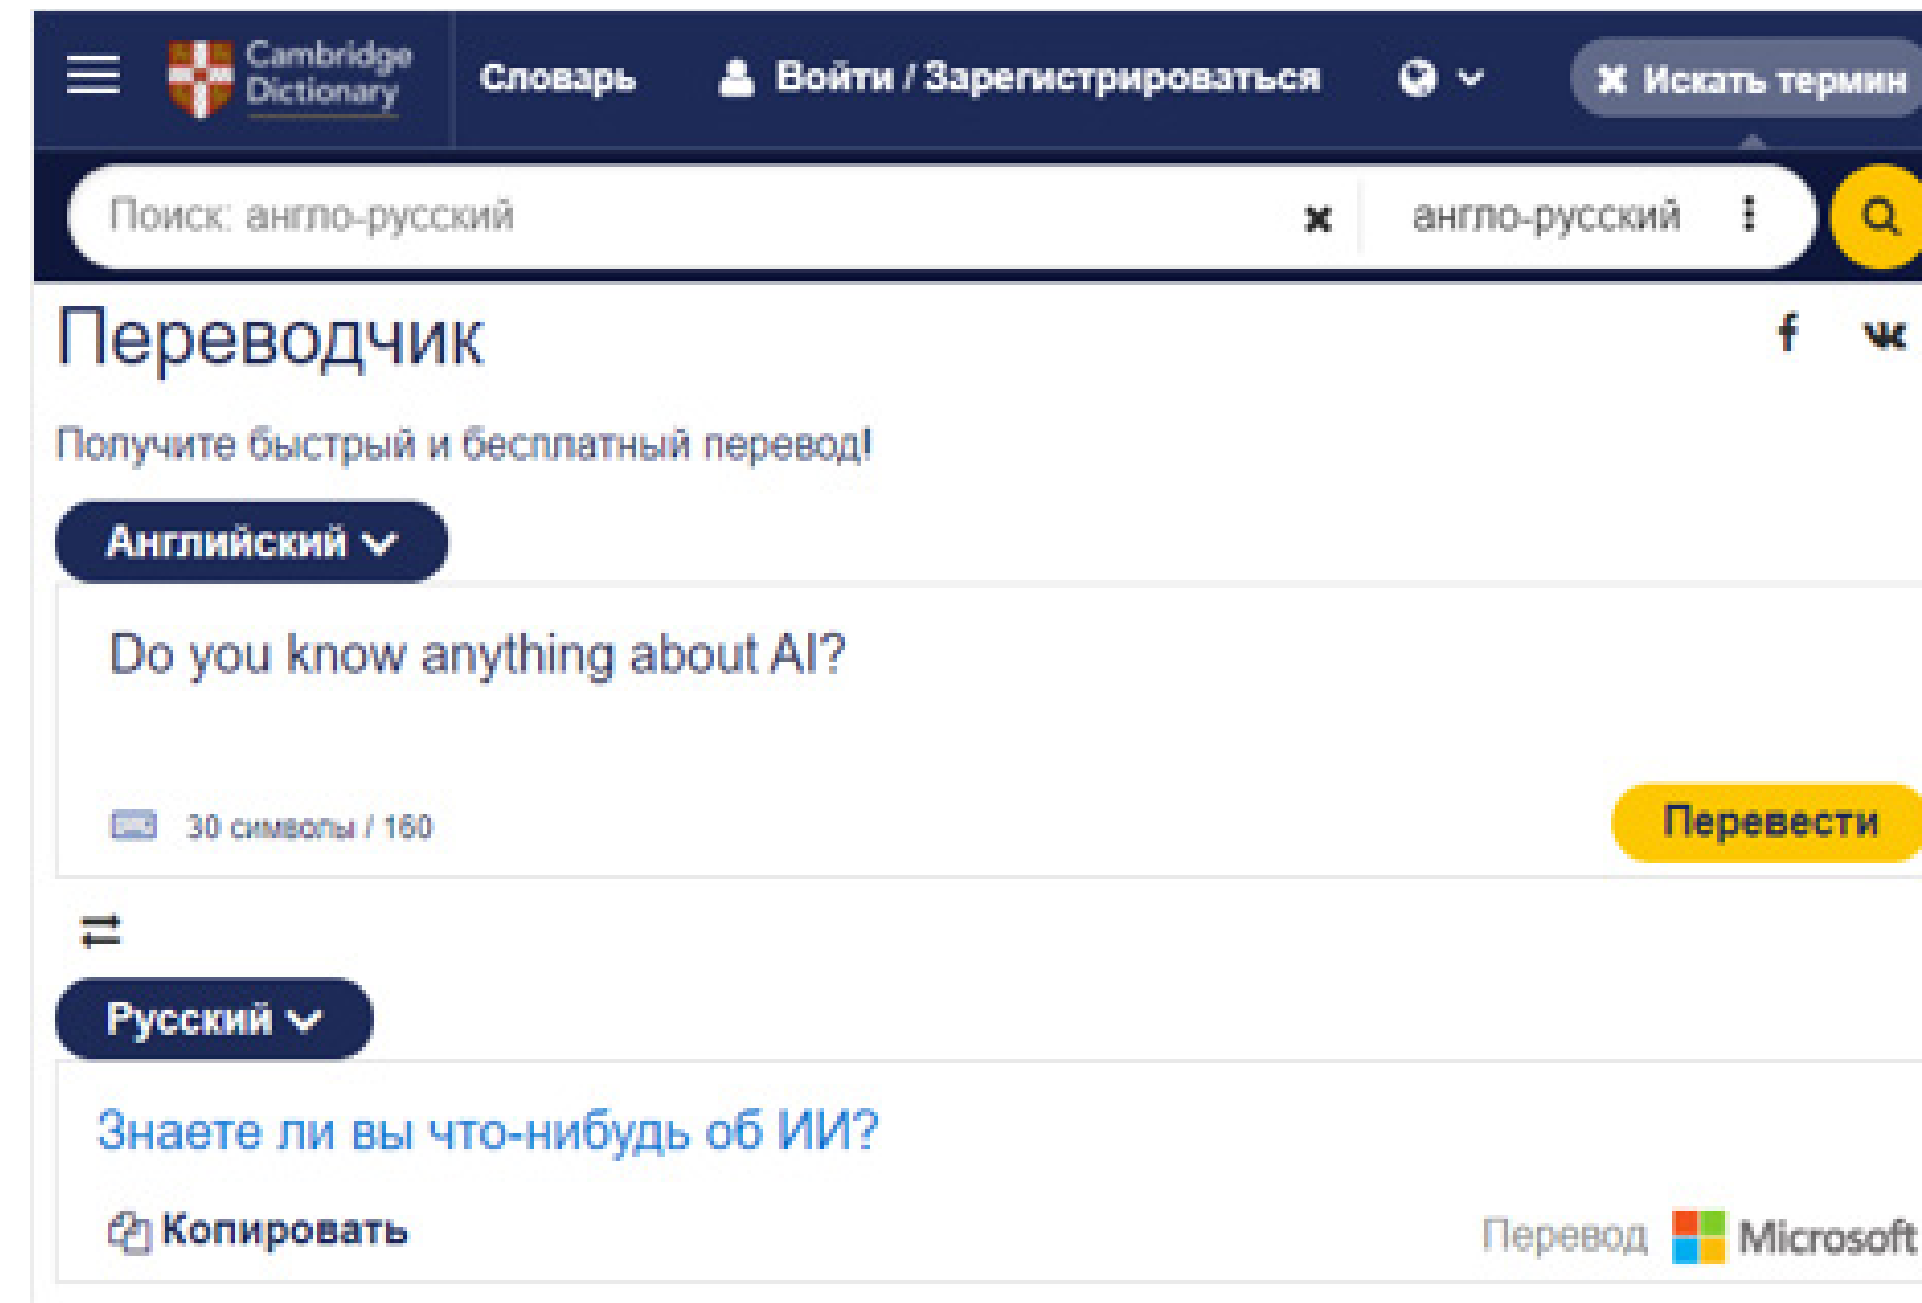 Cambridge
Dictionary
Словарь
Войти / Зарегистрироваться
Искать термин
Поиск: англо-русский
англо-русский
Переводчик
Получите быстрый и бесплатный перевод!
Английский
Do you know anything about AI?
30 символы / 160
Перевести
Русский
Знаете ли вы что-нибудь об ИИ?
Копировать
Перевод Microsoft